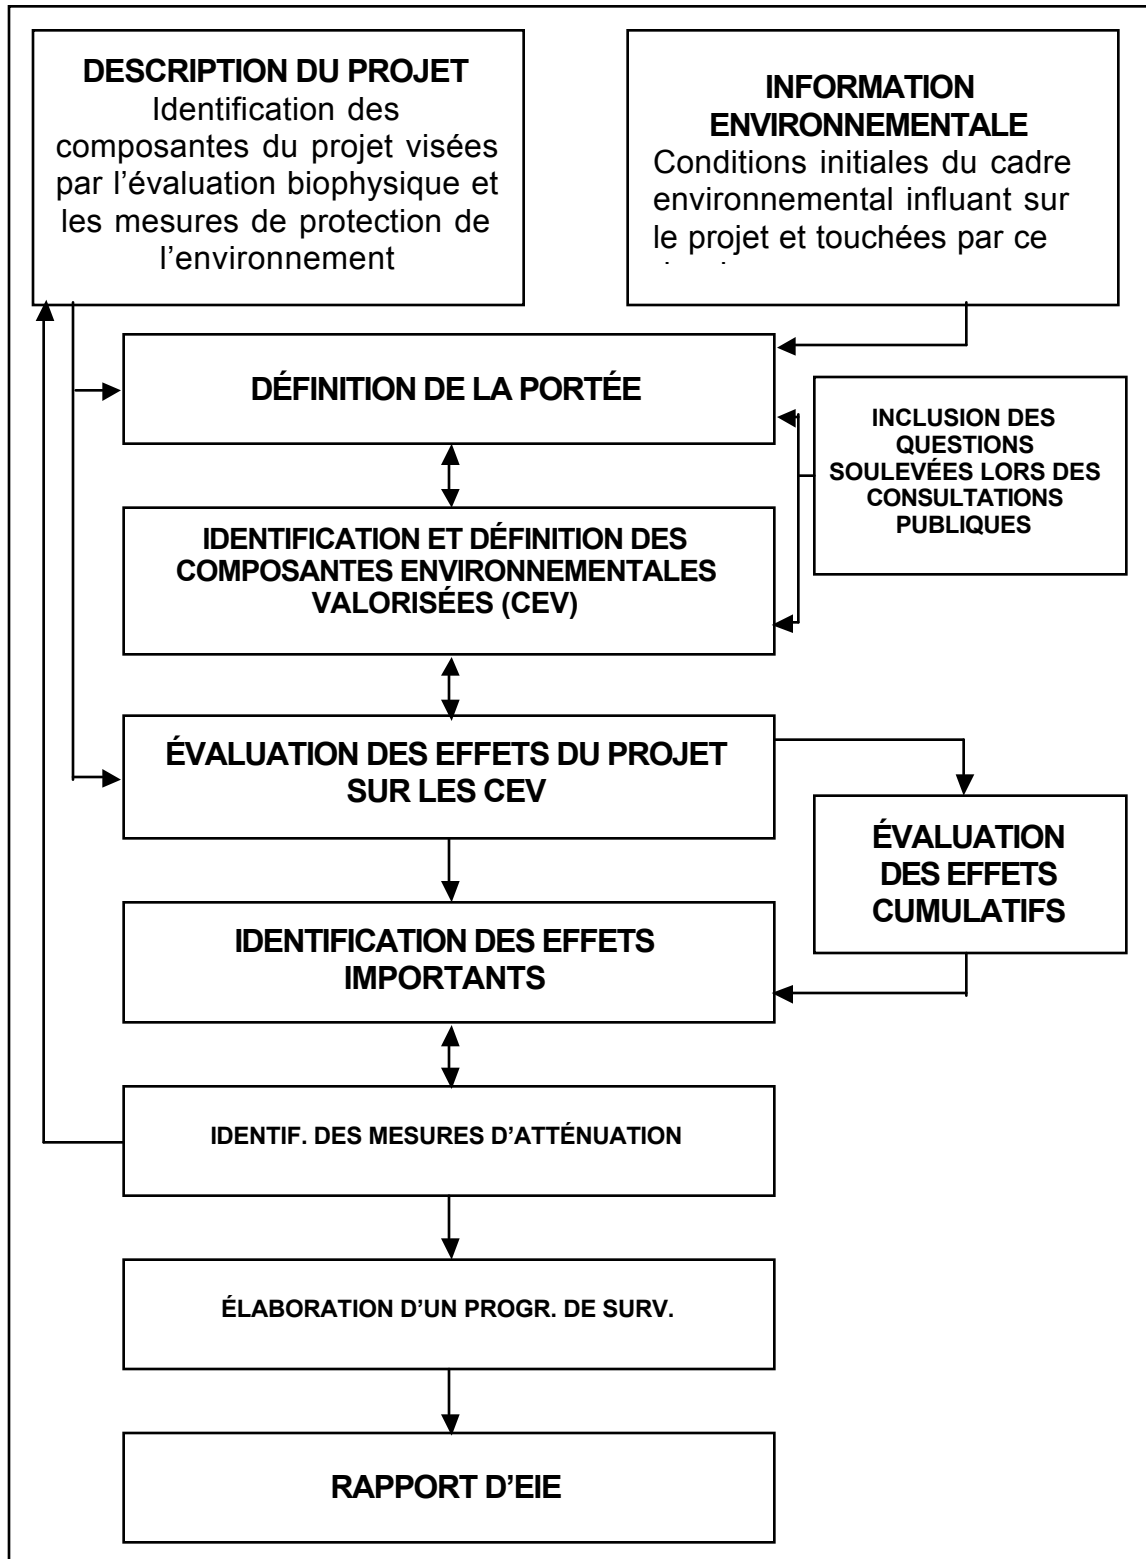 DESCRIPTION DU PROJET
Identification des
composantes du projet visées
par l’évaluation biophysique et
les mesures de protection de
l’environnement
INFORMATION
ENVIRONNEMENTALE
Conditions initiales du cadre
environnemental influant sur
le projet et touchées par ce
DÉFINITION DE LA PORTÉE
INCLUSION DES
QUESTIONS
SOULEVÉES LORS DES
CONSULTATIONS
PUBLIQUES
IDENTIFICATION ET DÉFINITION DES
COMPOSANTES ENVIRONNEMENTALES
VALORISÉES (CEV)
ÉVALUATION DES EFFETS DU PROJET
SUR LES CEV
ÉVALUATION
DES EFFETS
CUMULATIFS
IDENTIFICATION DES EFFETS
IMPORTANTS
IDENTIF. DES MESURES D’ATTÉNUATION
ÉLABORATION D’UN PROGR. DE SURV.
RAPPORT D’EIE